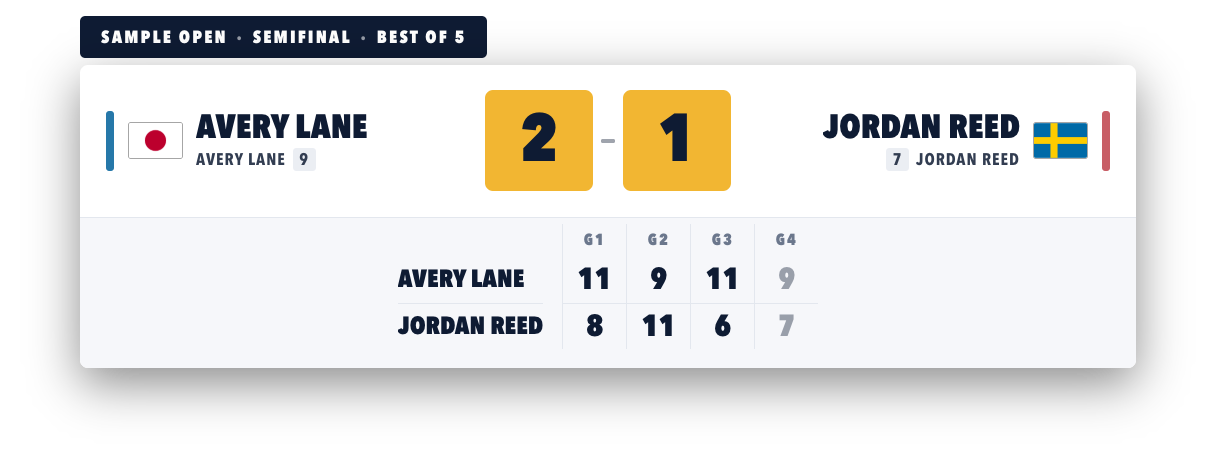 SAMPLE OPEN · SEMIFINAL · BEST OF 5
AVERY LANE
AVERY LANE 9
2 – 1
JORDAN REED
7 JORDAN REED
G1 G2 G3 G4
AVERY LANE 11 9 11 9
JORDAN REED 8 11 6 7